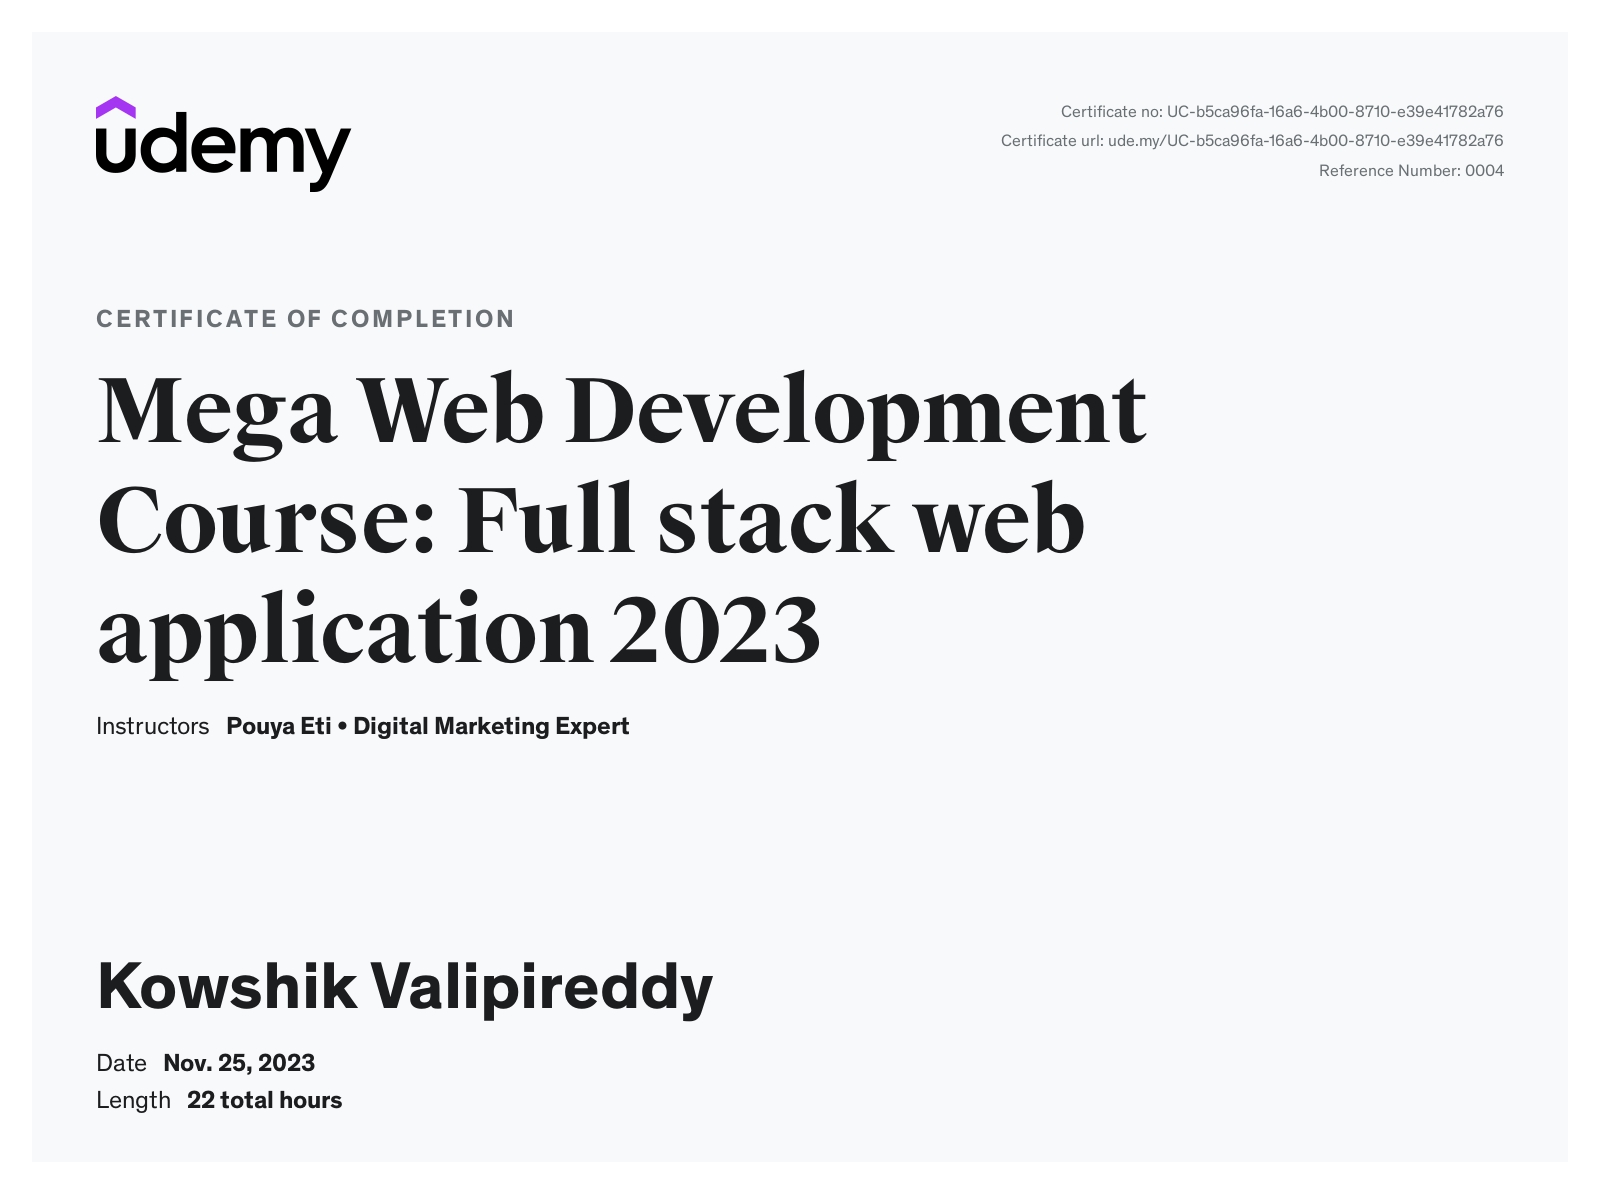 udemy
Certificate no: UC-b5ca96fa-16a6-4b00-8710-e39e41782a76
Certificate url: ude.my/UC-b5ca96fa-16a6-4b00-8710-e39e41782a76
Reference Number: 0004
CERTIFICATE OF COMPLETION
Mega Web Development
Course: Full stack web
application 2023
Instructors Pouya Eti • Digital Marketing Expert
Kowshik Valipireddy
Date Nov. 25, 2023
Length 22 total hours